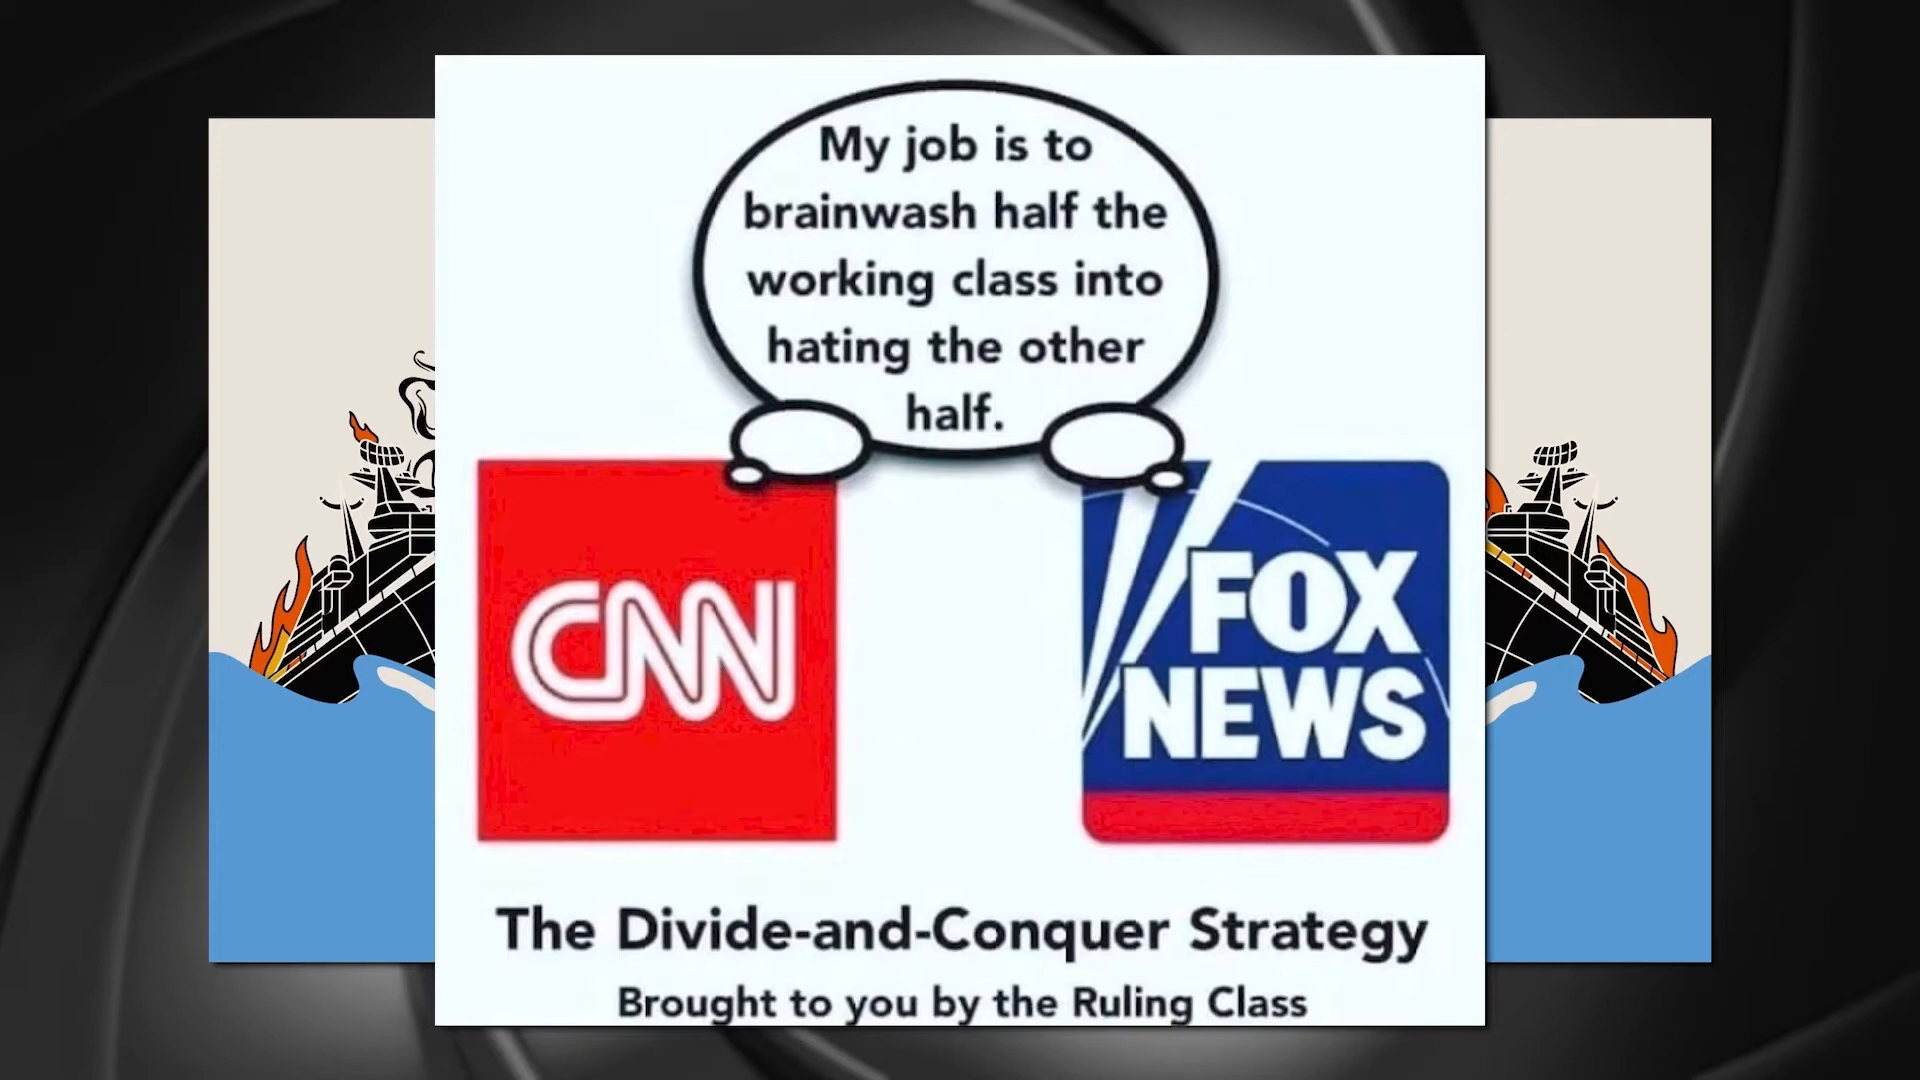 My job is to
brainwash half the
working class into
hating the other
half.
CNN
FOX
NEWS
The Divide-and-Conquer Strategy
Brought to you by the Ruling Class